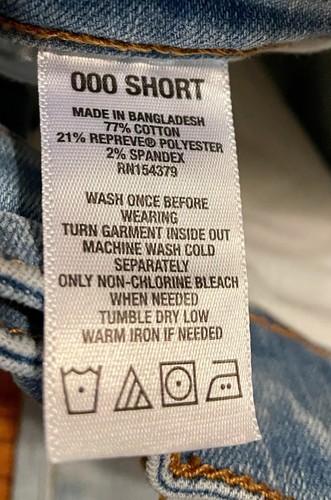 000 SHORT
MADE IN BANGLADESH
77% COTTON
21% REPREVE® POLYESTER
2% SPANDEX
RN154379
WASH ONCE BEFORE
WEARING
TURN GARMENT INSIDE OUT
MACHINE WASH COLD
SEPARATELY
ONLY NON-CHLORINE BLEACH
WHEN NEEDED
TUMBLE DRY LOW
WARM IRON IF NEEDED